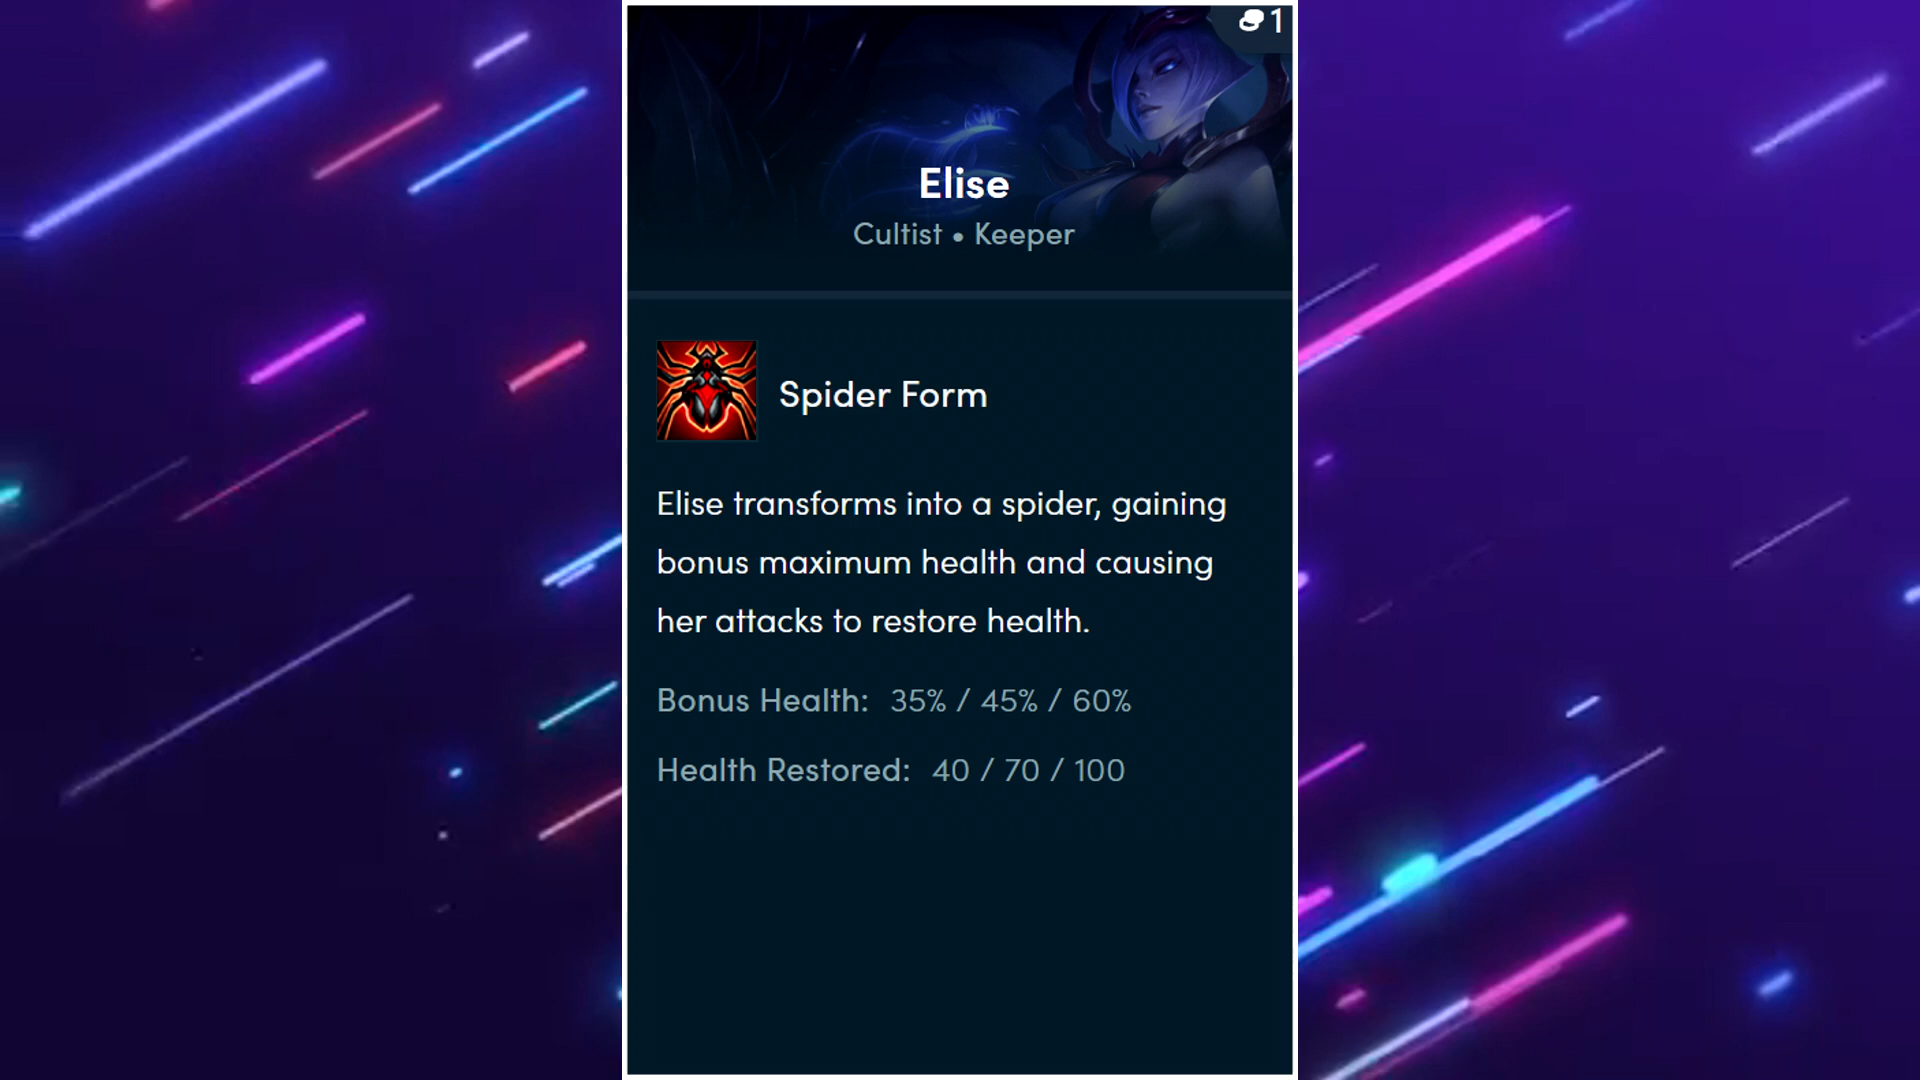 1
Elise
Cultist • Keeper
Spider Form
Elise transforms into a spider, gaining
bonus maximum health and causing
her attacks to restore health.
Bonus Health: 35% / 45% / 60%
Health Restored: 40 / 70 / 100